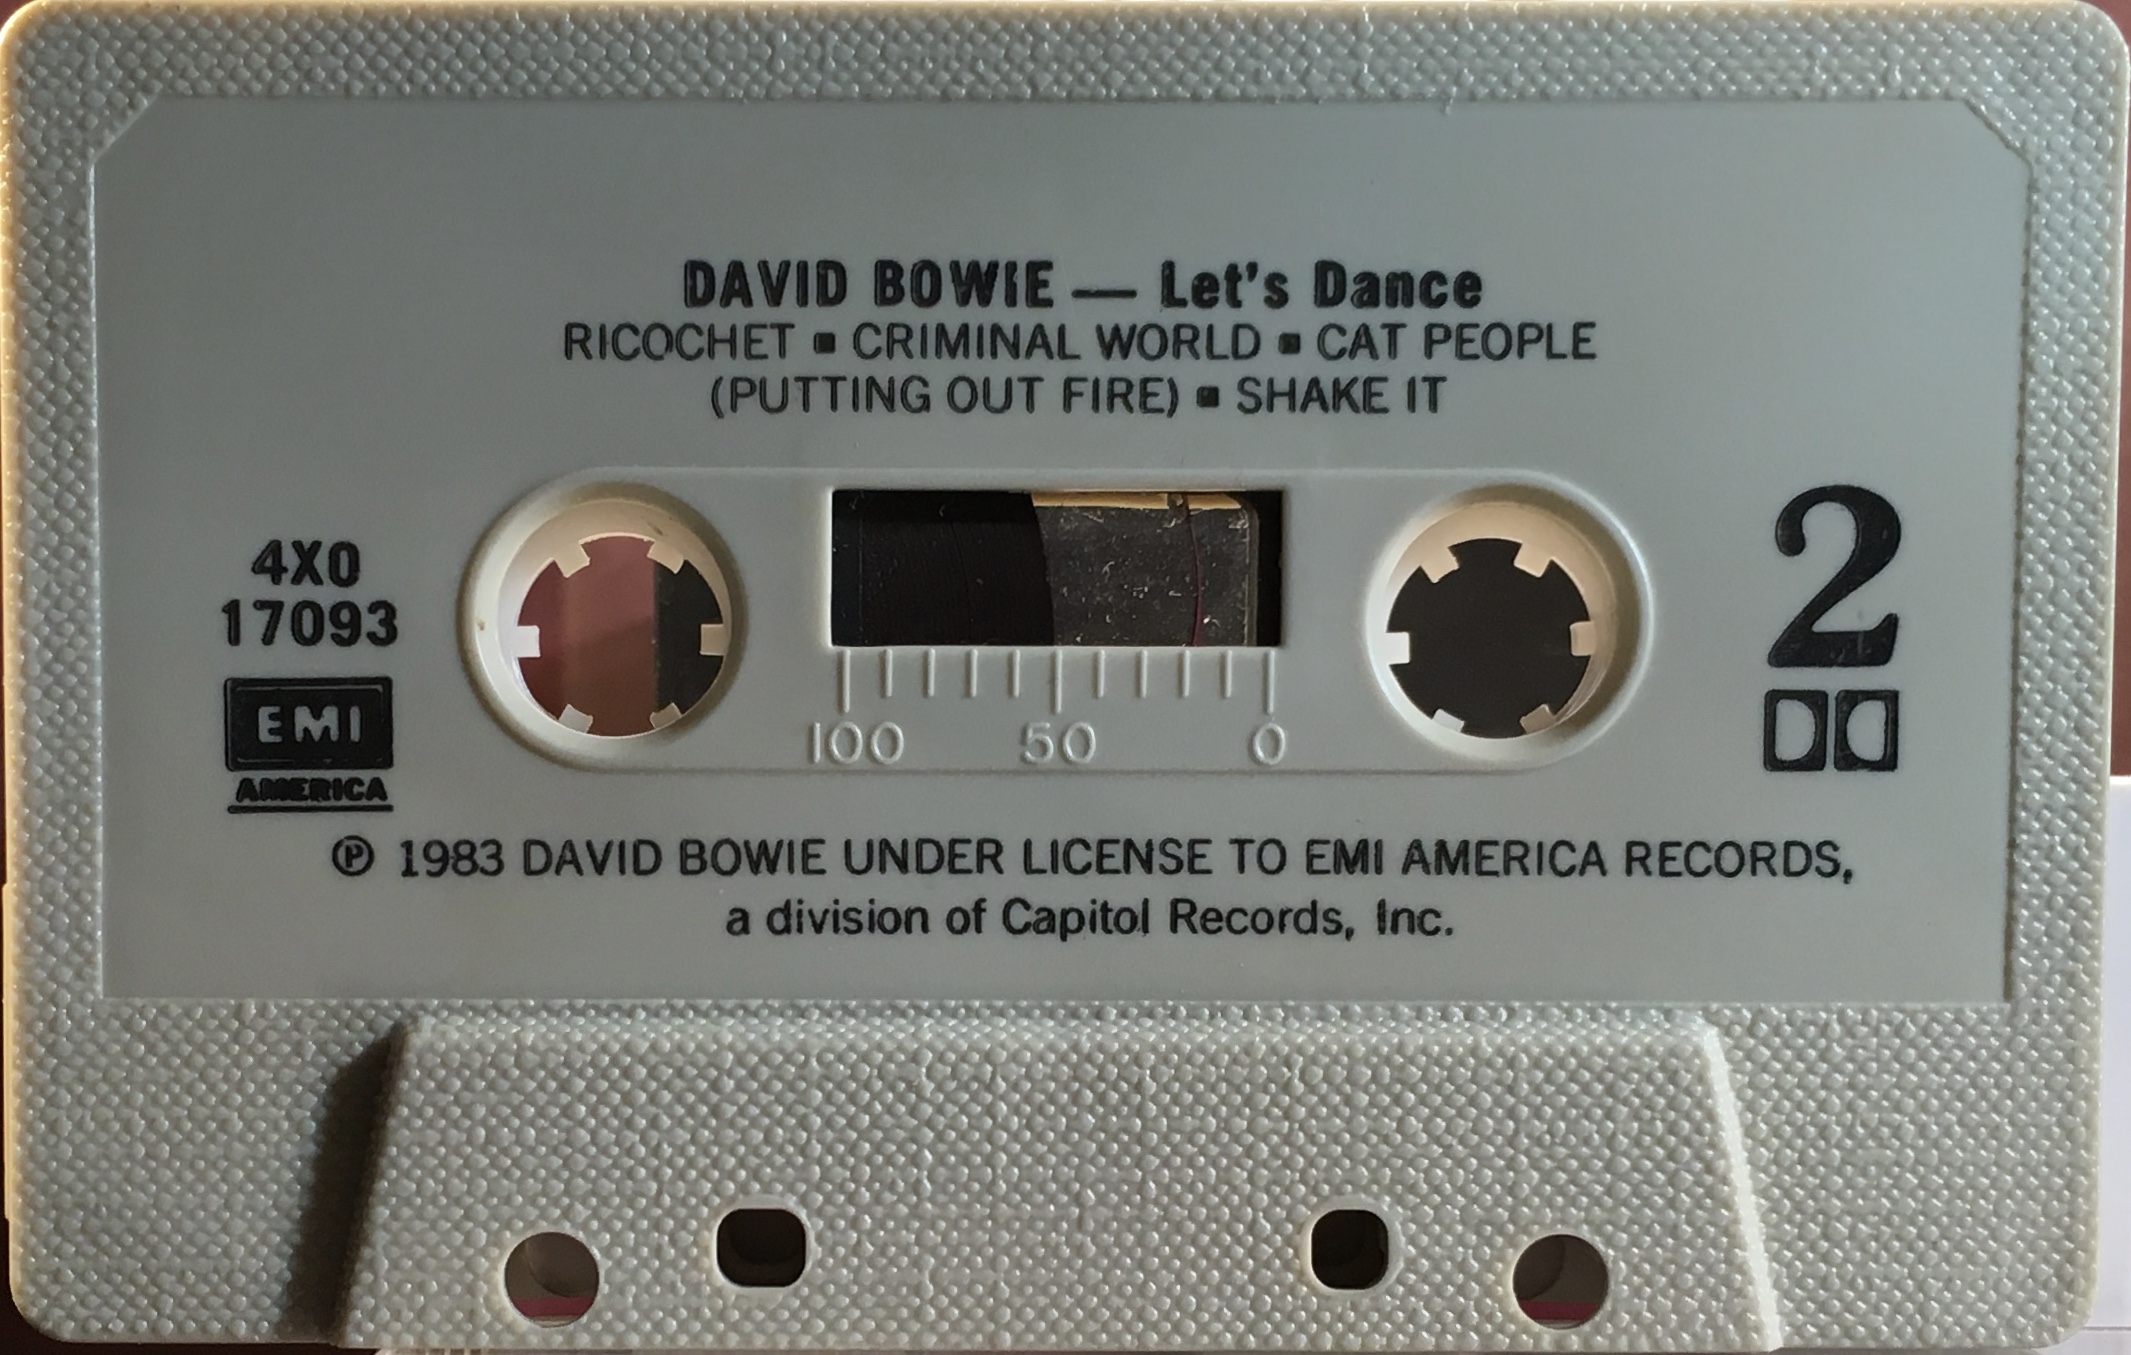 DAVID BOWIE — Let's Dance
RICOCHET ▪ CRIMINAL WORLD ▪ CAT PEOPLE
(PUTTING OUT FIRE) ▪ SHAKE IT
4X0
17093
EMI
AMERICA
100 50 0
2
℗ 1983 DAVID BOWIE UNDER LICENSE TO EMI AMERICA RECORDS,
a division of Capitol Records, Inc.